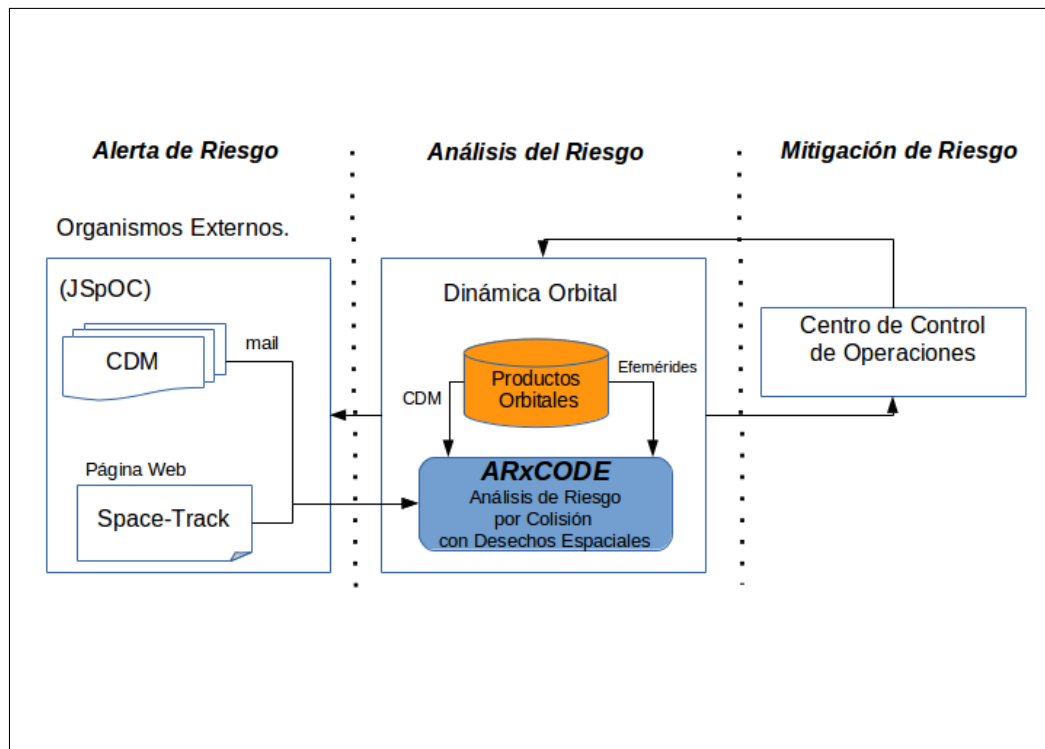 Alerta de Riesgo
Análisis del Riesgo
Mitigación de Riesgo
Organismos Externos.
(JSpOC)
CDM
mail
Página Web
Space-Track
Dinámica Orbital
Productos
Orbitales
CDM
Efemérides
ARxCODE
Análisis de Riesgo
por Colisión
con Desechos Espaciales
Centro de Control
de Operaciones